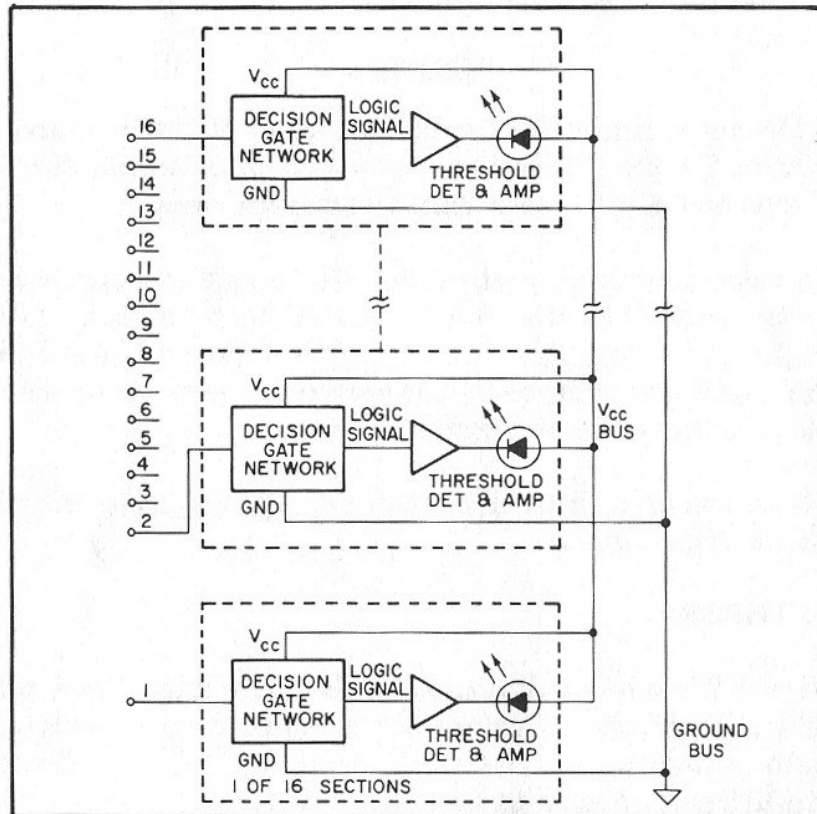 VCC
16
DECISION
GATE
NETWORK
LOGIC
SIGNAL
GND
THRESHOLD
DET & AMP
15
14
13
12
11
10
9
8
7
6
5
4
3
2
VCC
DECISION
GATE
NETWORK
LOGIC
SIGNAL
GND
THRESHOLD
DET & AMP
VCC
BUS
1
VCC
DECISION
GATE
NETWORK
LOGIC
SIGNAL
GND
THRESHOLD
DET & AMP
1 OF 16 SECTIONS
GROUND
BUS